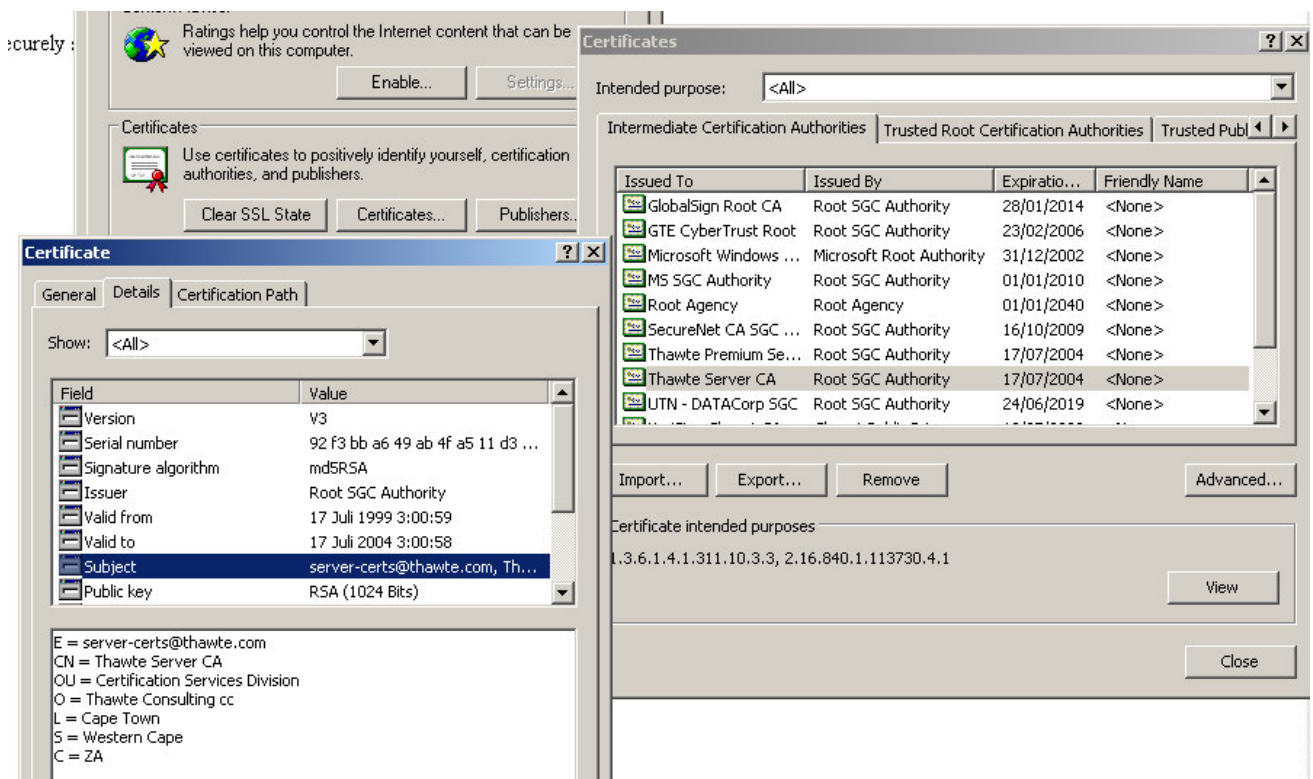 ecurely :
Ratings help you control the Internet content that can be
viewed on this computer.
Enable...
Settings...
Certificates
Use certificates to positively identify yourself, certification
authorities, and publishers.
Clear SSL State
Certificates...
Publishers..
Certificates
Intended purpose:
<All>
Intermediate Certification Authorities
Trusted Root Certification Authorities
Trusted Publ
Issued To Issued By Expiratio... Friendly Name
GlobalSign Root CA Root SGC Authority 28/01/2014 <None>
GTE CyberTrust Root Root SGC Authority 23/02/2006 <None>
Microsoft Windows ... Microsoft Root Authority 31/12/2002 <None>
MS SGC Authority Root SGC Authority 01/01/2010 <None>
Root Agency Root Agency 01/01/2040 <None>
SecureNet CA SGC ... Root SGC Authority 16/10/2009 <None>
Thawte Premium Se... Root SGC Authority 17/07/2004 <None>
Thawte Server CA Root SGC Authority 17/07/2004 <None>
UTN - DATACorp SGC Root SGC Authority 24/06/2019 <None>
Import...
Export...
Remove
Advanced...
Certificate intended purposes
1.3.6.1.4.1.311.10.3.3, 2.16.840.1.113730.4.1
View
Close
Certificate
General
Details
Certification Path
Show:
<All>
Field Value
Version V3
Serial number 92 f3 bb a6 49 ab 4f a5 11 d3 ...
Signature algorithm md5RSA
Issuer Root SGC Authority
Valid from 17 Juli 1999 3:00:59
Valid to 17 Juli 2004 3:00:58
Subject server-certs@thawte.com, Th...
Public key RSA (1024 Bits)
E = server-certs@thawte.com
CN = Thawte Server CA
OU = Certification Services Division
O = Thawte Consulting cc
L = Cape Town
S = Western Cape
C = ZA